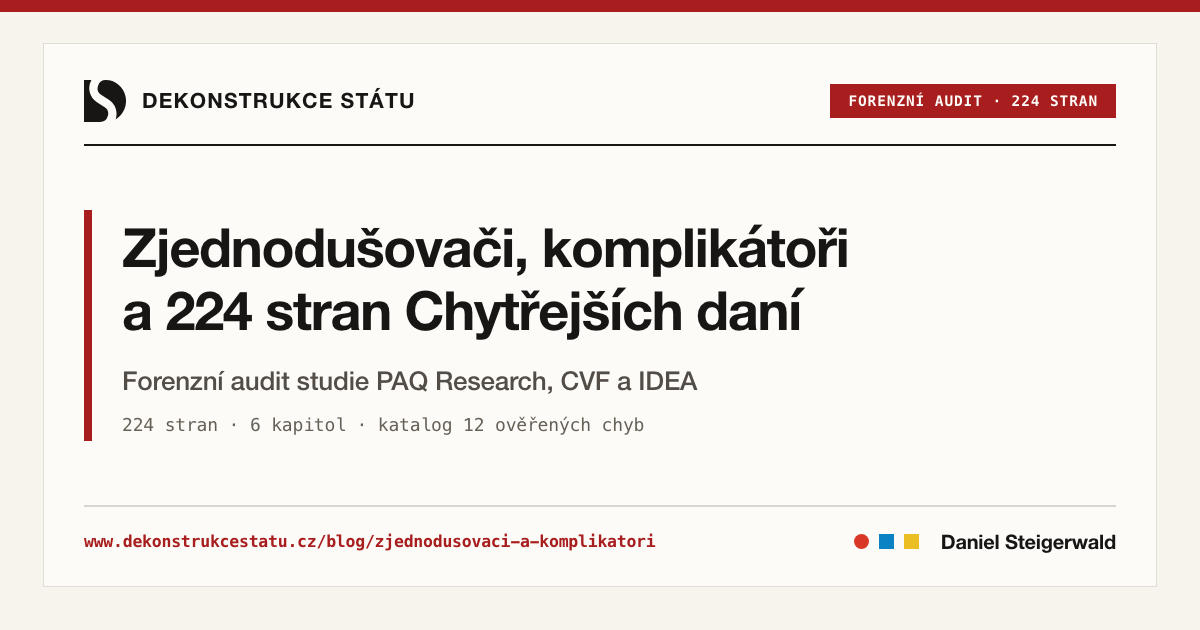 DEKONSTRUKCE STÁTU
FORENZNÍ AUDIT · 224 STRAN
Zjednodušovači, komplikátoři
a 224 stran Chytřejších daní
Forenzní audit studie PAQ Research, CVF a IDEA
224 stran · 6 kapitol · katalog 12 ověřených chyb
www.dekonstrukcestatu.cz/blog/zjednodusovaci-a-komplikatori
Daniel Steigerwald